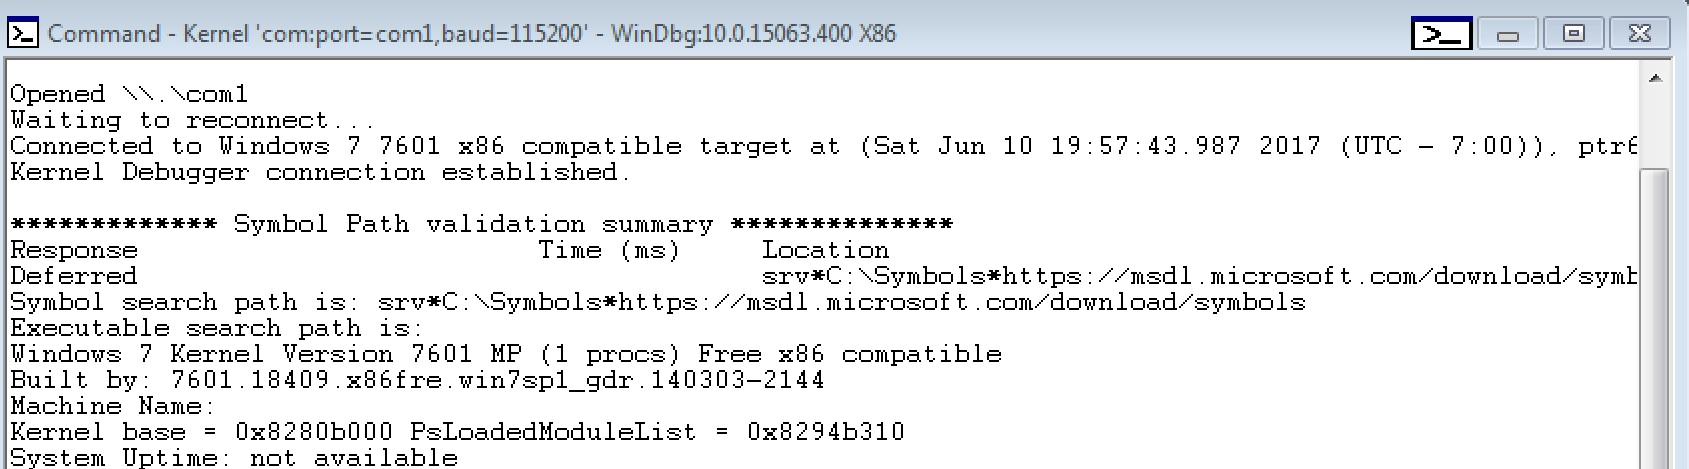 Command - Kernel 'com:port=com1,baud=115200' - WinDbg:10.0.15063.400 X86
Opened \\.\com1
Waiting to reconnect...
Connected to Windows 7 7601 x86 compatible target at (Sat Jun 10 19:57:43.987 2017 (UTC - 7:00)), ptr6
Kernel Debugger connection established.
************* Symbol Path validation summary **************
Response Time (ms) Location
Deferred srv*C:\Symbols*https://msdl.microsoft.com/download/symb
Symbol search path is: srv*C:\Symbols*https://msdl.microsoft.com/download/symbols
Executable search path is:
Windows 7 Kernel Version 7601 MP (1 procs) Free x86 compatible
Built by: 7601.18409.x86fre.win7sp1_gdr.140303-2144
Machine Name:
Kernel base = 0x8280b000 PsLoadedModuleList = 0x8294b310
System Uptime: not available